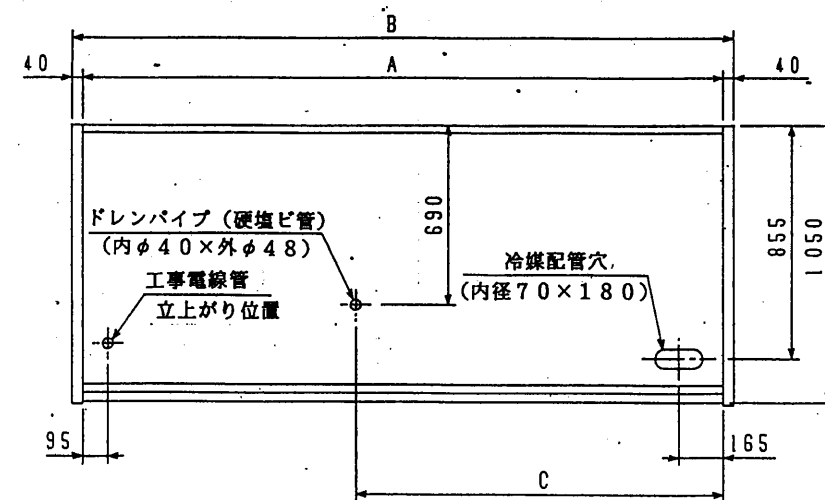 B
40
A
40
ドレンパイプ（硬塩ビ管）
（内φ40×外φ48）
690
855
1050
工事電線管
立上がり位置
冷媒配管穴
（内径70×180）
95
165
C